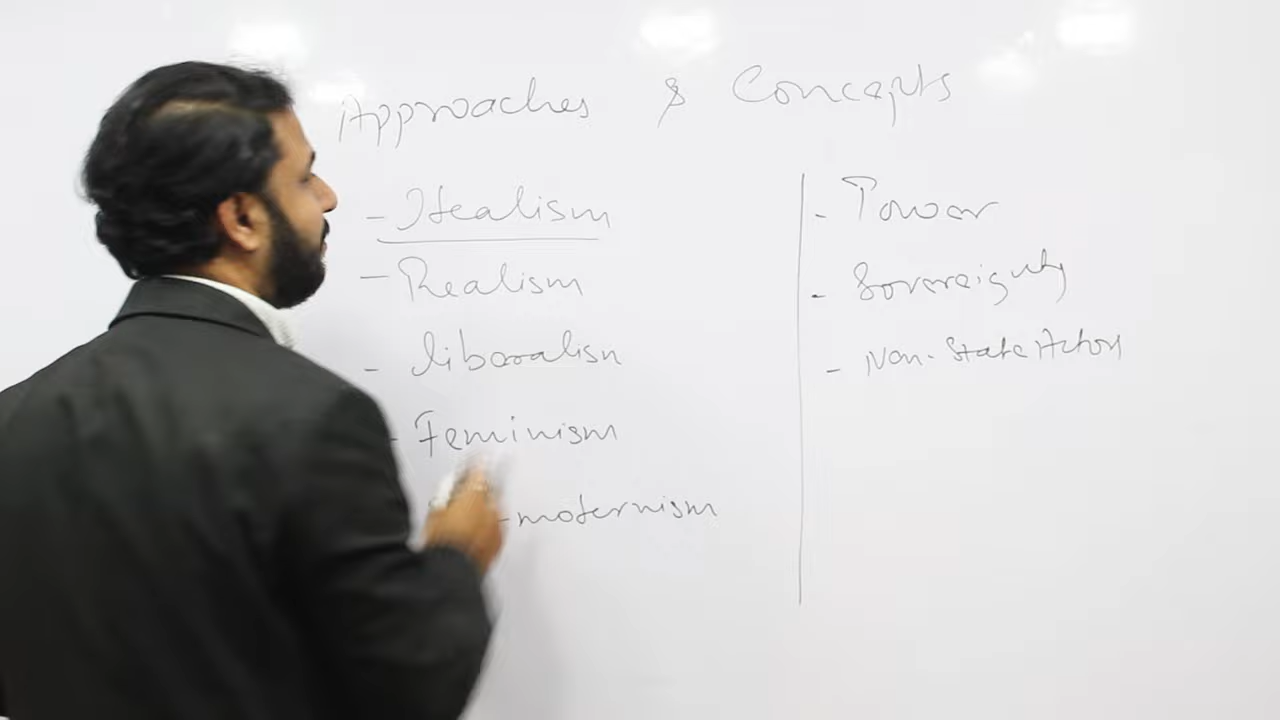 Approaches & Concepts
- Idealism
- Realism
- liberalism
- Feminism
-modernism
- Power
- Sovereignty
- Non-State Actors